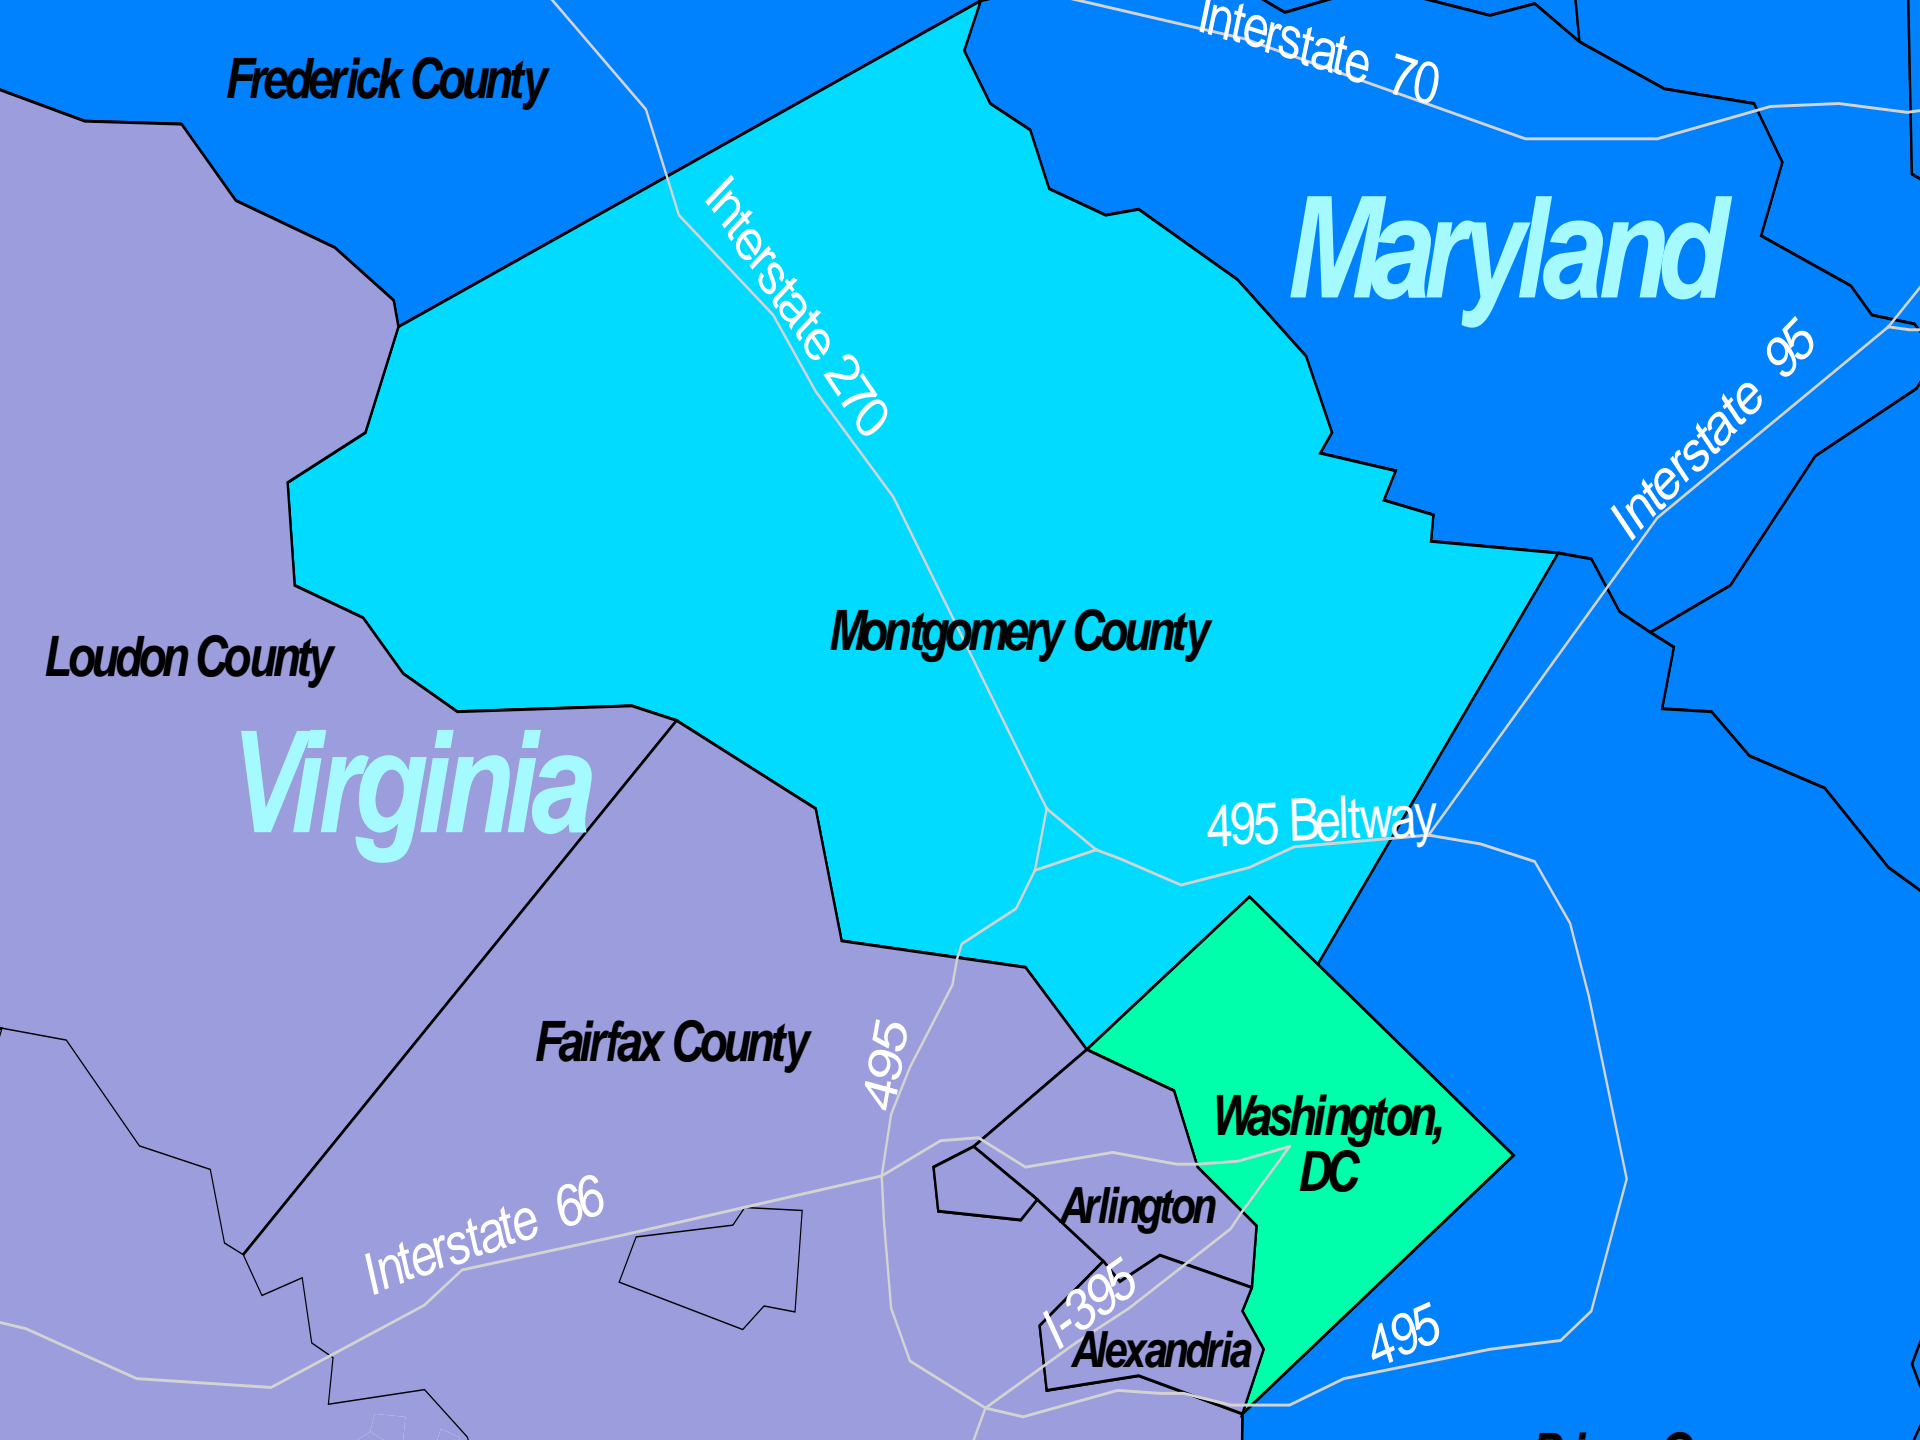 Interstate 70
Frederick County
Maryland
Interstate 270
Interstate 95
Montgomery County
Loudon County
Virginia
495 Beltway
Fairfax County
495
Washington,
DC
Arlington
Interstate 66
I-395
Alexandria
495